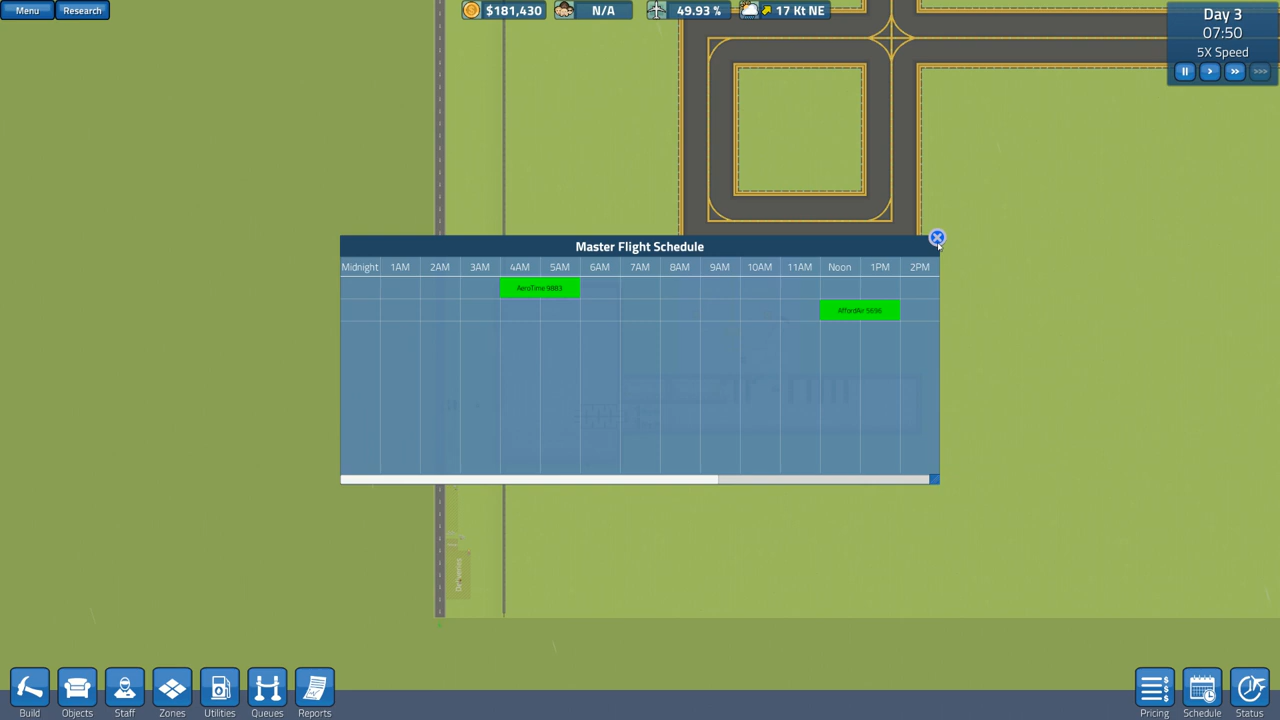 Menu Research $181,430 N/A 49.93 % 17 Kt NE Day 3
07:50
5X Speed
Master Flight Schedule
Midnight 1AM 2AM 3AM 4AM 5AM 6AM 7AM 8AM 9AM 10AM 11AM Noon 1PM 2PM
AeroTime 9883
AffordAir 5696
Deliveries
Build Objects Staff Zones Utilities Queues Reports Pricing Schedule Status